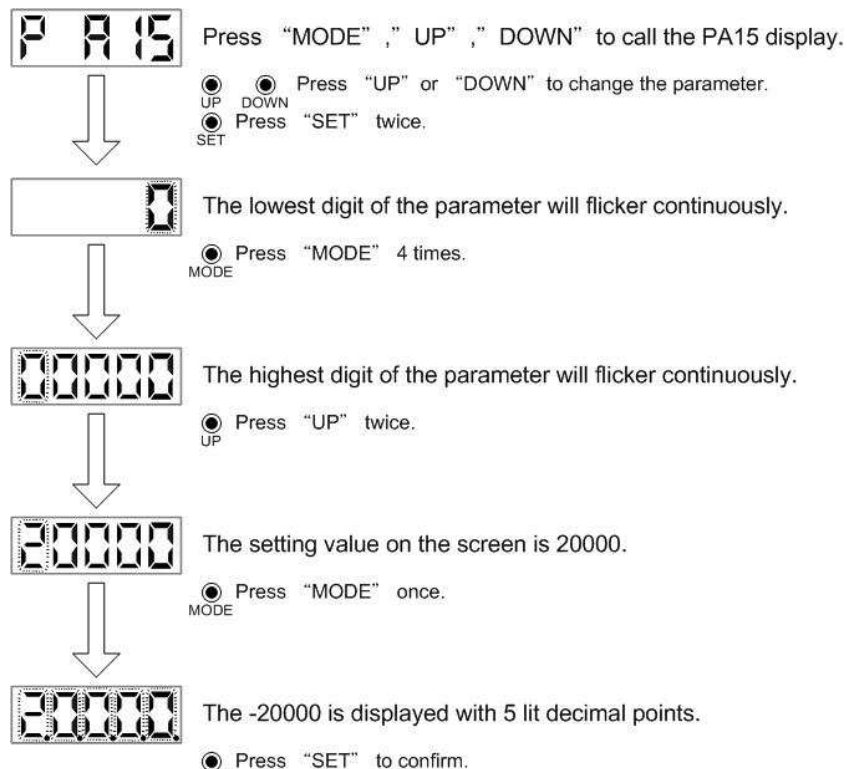 P A15
Press “MODE” ,” UP” ,” DOWN” to call the PA15 display.
UP DOWN Press “UP” or “DOWN” to change the parameter.
SET Press “SET” twice.
0
The lowest digit of the parameter will flicker continuously.
MODE Press “MODE” 4 times.
00000
The highest digit of the parameter will flicker continuously.
UP Press “UP” twice.
20000
The setting value on the screen is 20000.
MODE Press “MODE” once.
2.0.0.0.0.
The -20000 is displayed with 5 lit decimal points.
Press “SET” to confirm.